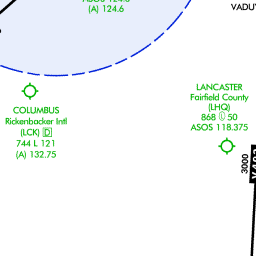 (A) 124.6
COLUMBUS
Rickenbacker Intl
(LCK) D
744 L 121
(A) 132.75
LANCASTER
Fairfield County
(LHQ)
868 L 50
ASOS 118.375
3000